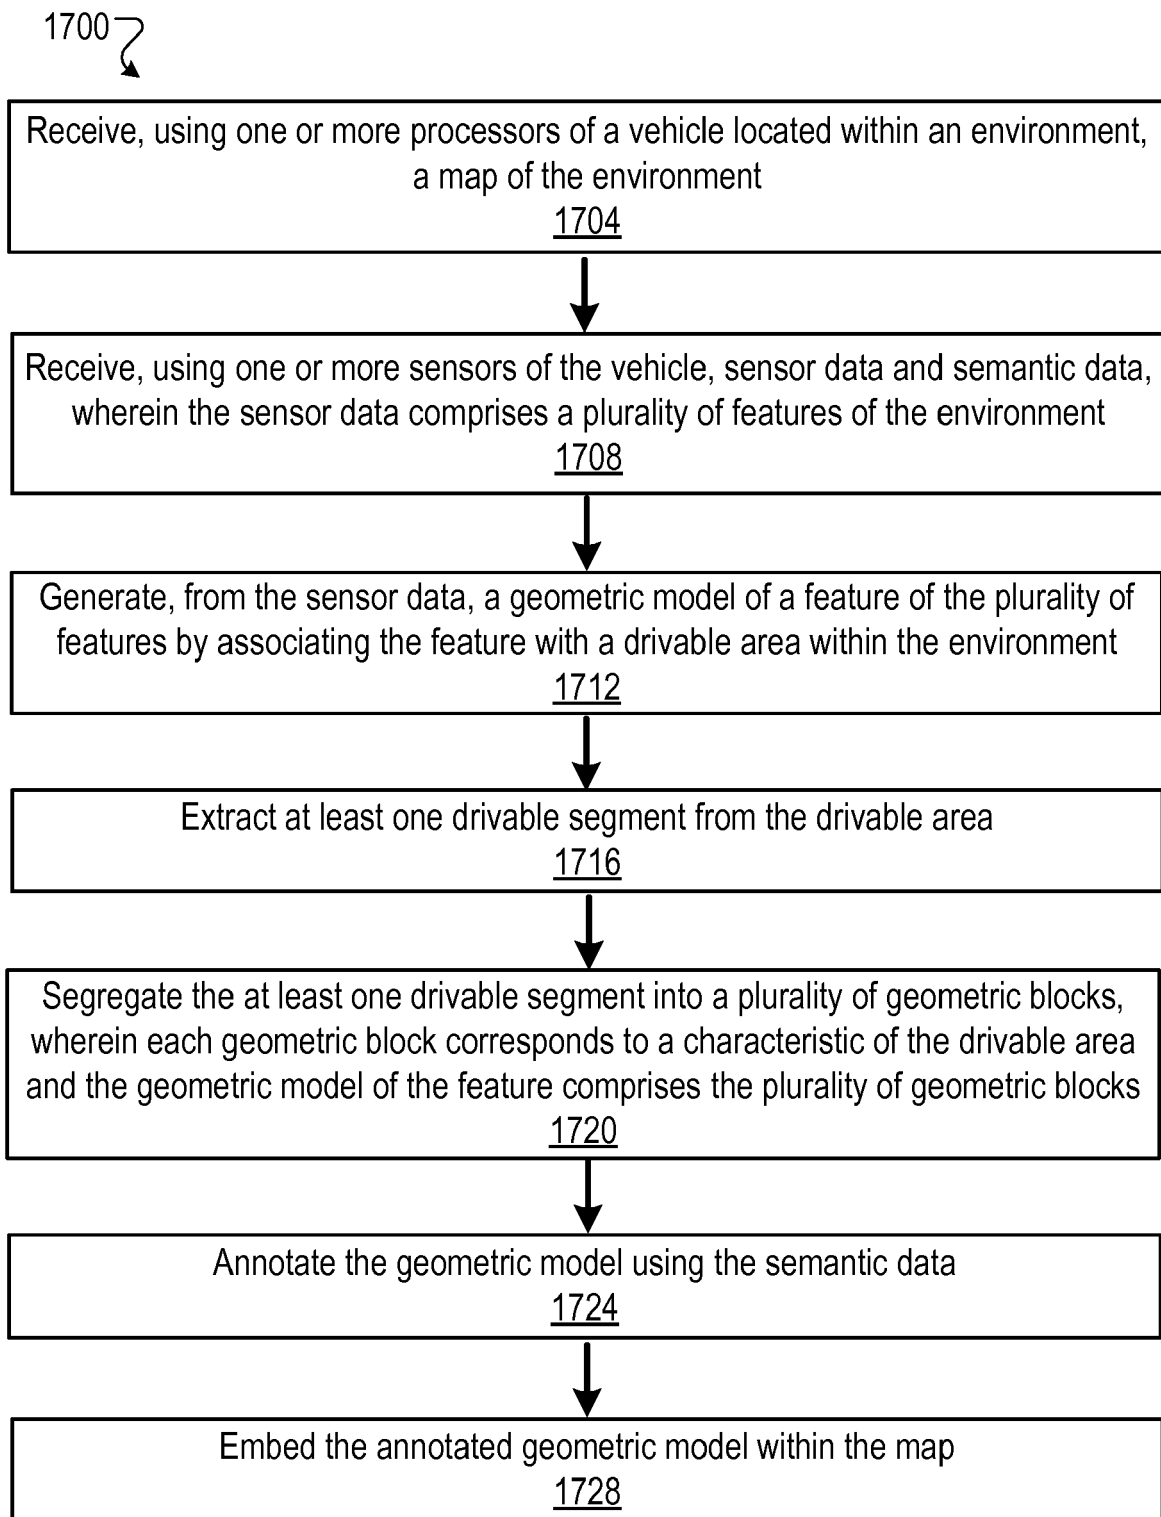 1700
Receive, using one or more processors of a vehicle located within an environment,
a map of the environment
1704
Receive, using one or more sensors of the vehicle, sensor data and semantic data,
wherein the sensor data comprises a plurality of features of the environment
1708
Generate, from the sensor data, a geometric model of a feature of the plurality of
features by associating the feature with a drivable area within the environment
1712
Extract at least one drivable segment from the drivable area
1716
Segregate the at least one drivable segment into a plurality of geometric blocks,
wherein each geometric block corresponds to a characteristic of the drivable area
and the geometric model of the feature comprises the plurality of geometric blocks
1720
Annotate the geometric model using the semantic data
1724
Embed the annotated geometric model within the map
1728